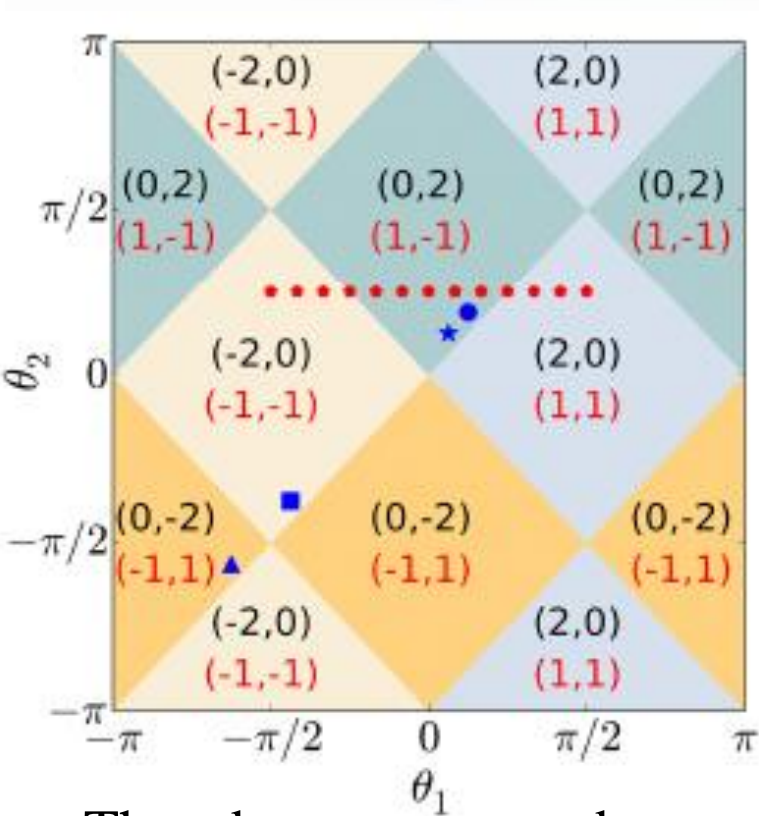 π
(-2,0) (2,0)
(-1,-1) (1,1)
(0,2) (0,2) (0,2)
π/2
(1,-1) (1,-1) (1,-1)
(-2,0) (2,0)
0
θ₂
(-1,-1) (1,1)
(0,-2) (0,-2) (0,-2)
−π/2
(-1,1) (-1,1) (-1,1)
(-2,0) (2,0)
(-1,-1) (1,1)
−π
−π −π/2 0 π/2 π
θ₁